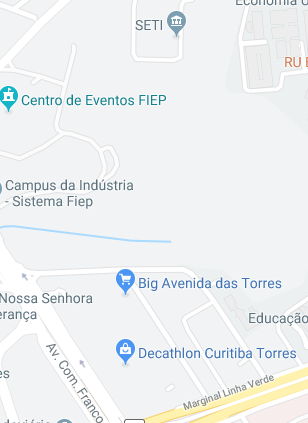 Economia
SETI
RU
Centro de Eventos FIEP
Campus da Indústria
- Sistema Fiep
Big Avenida das Torres
Nossa Senhora
erança
Educação
Av. Com. Franco
Decathlon Curitiba Torres
es
Marginal Linha Verde
doviário